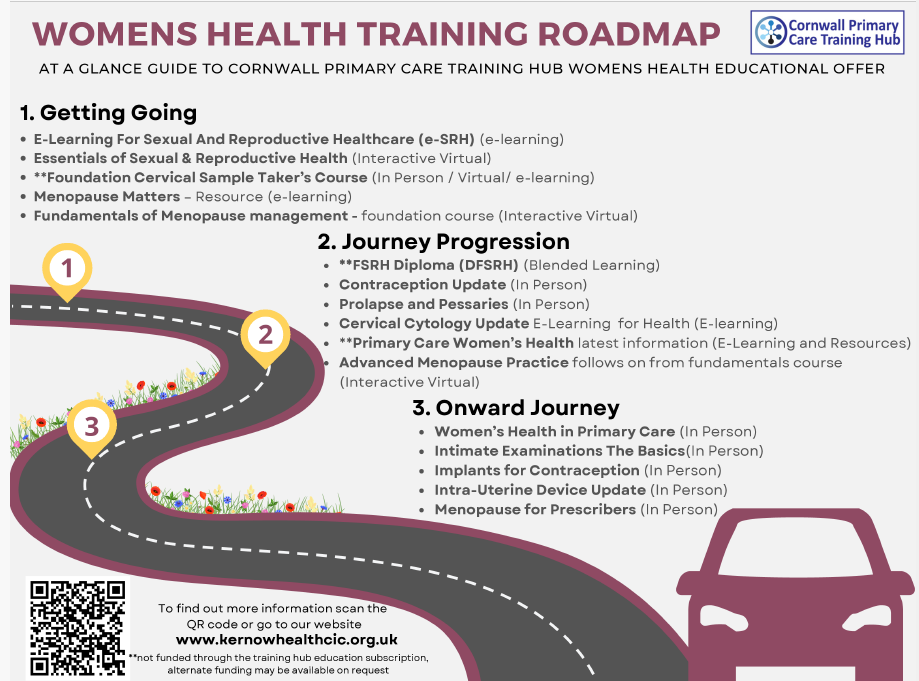 WOMENS HEALTH TRAINING ROADMAP
Cornwall Primary
Care Training Hub
AT A GLANCE GUIDE TO CORNWALL PRIMARY CARE TRAINING HUB WOMENS HEALTH EDUCATIONAL OFFER
1. Getting Going
• E-Learning For Sexual And Reproductive Healthcare (e-SRH) (e-learning)
• Essentials of Sexual & Reproductive Health (Interactive Virtual)
• **Foundation Cervical Sample Taker's Course (In Person / Virtual/ e-learning)
• Menopause Matters – Resource (e-learning)
• Fundamentals of Menopause management - foundation course (Interactive Virtual)
2. Journey Progression
• **FSRH Diploma (DFSRH) (Blended Learning)
• Contraception Update (In Person)
• Prolapse and Pessaries (In Person)
• Cervical Cytology Update E-Learning for Health (E-learning)
• **Primary Care Women's Health latest information (E-Learning and Resources)
• Advanced Menopause Practice follows on from fundamentals course
(Interactive Virtual)
1
2
3
3. Onward Journey
• Women's Health in Primary Care (In Person)
• Intimate Examinations The Basics(In Person)
• Implants for Contraception (In Person)
• Intra-Uterine Device Update (In Person)
• Menopause for Prescribers (In Person)
To find out more information scan the
QR code or go to our website
www.kernowhealthcic.org.uk
**not funded through the training hub education subscription,
alternate funding may be available on request